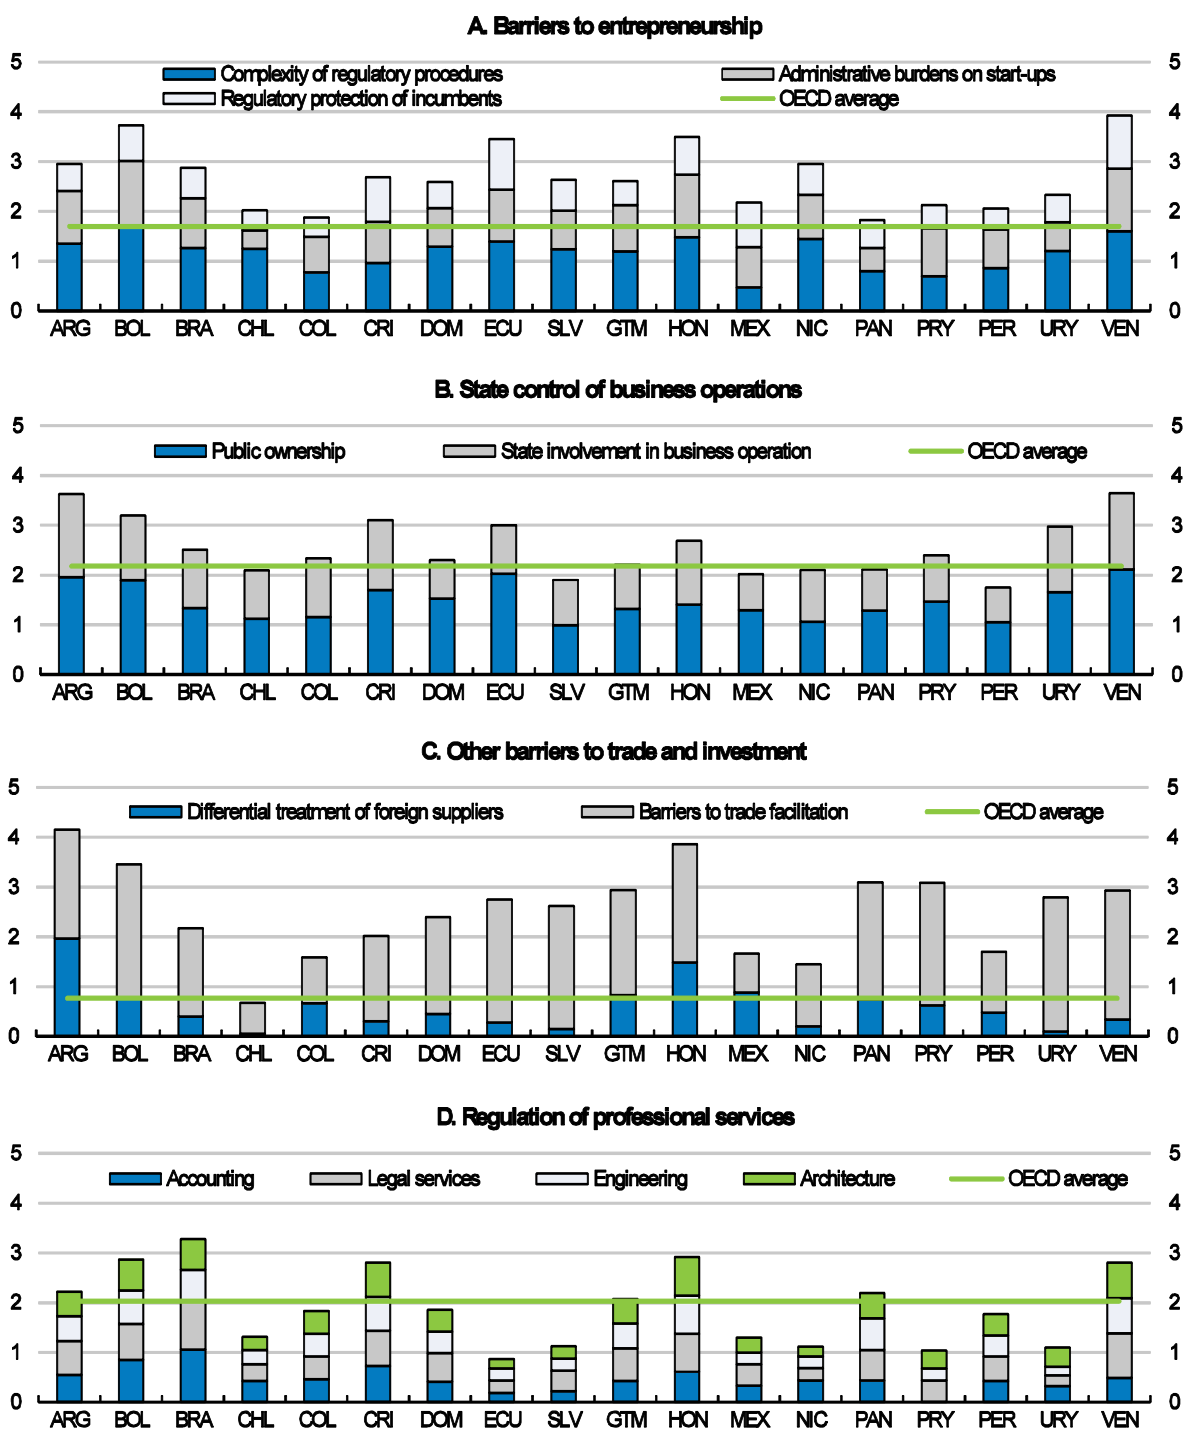 A. Barriers to entrepreneurship
5 5
Complexity of regulatory procedures Administrative burdens on start-ups
Regulatory protection of incumbents OECD average
4 4
3 3
2 2
1 1
0 0
ARG BOL BRA CHL COL CRI DOM ECU SLV GTM HON MEX NIC PAN PRY PER URY VEN
B. State control of business operations
5 5
Public ownership State involvement in business operation OECD average
4 4
3 3
2 2
1 1
0 0
ARG BOL BRA CHL COL CRI DOM ECU SLV GTM HON MEX NIC PAN PRY PER URY VEN
C. Other barriers to trade and investment
5 5
Differential treatment of foreign suppliers Barriers to trade facilitation OECD average
4 4
3 3
2 2
1 1
0 0
ARG BOL BRA CHL COL CRI DOM ECU SLV GTM HON MEX NIC PAN PRY PER URY VEN
D. Regulation of professional services
5 5
Accounting Legal services Engineering Architecture OECD average
4 4
3 3
2 2
1 1
0 0
ARG BOL BRA CHL COL CRI DOM ECU SLV GTM HON MEX NIC PAN PRY PER URY VEN